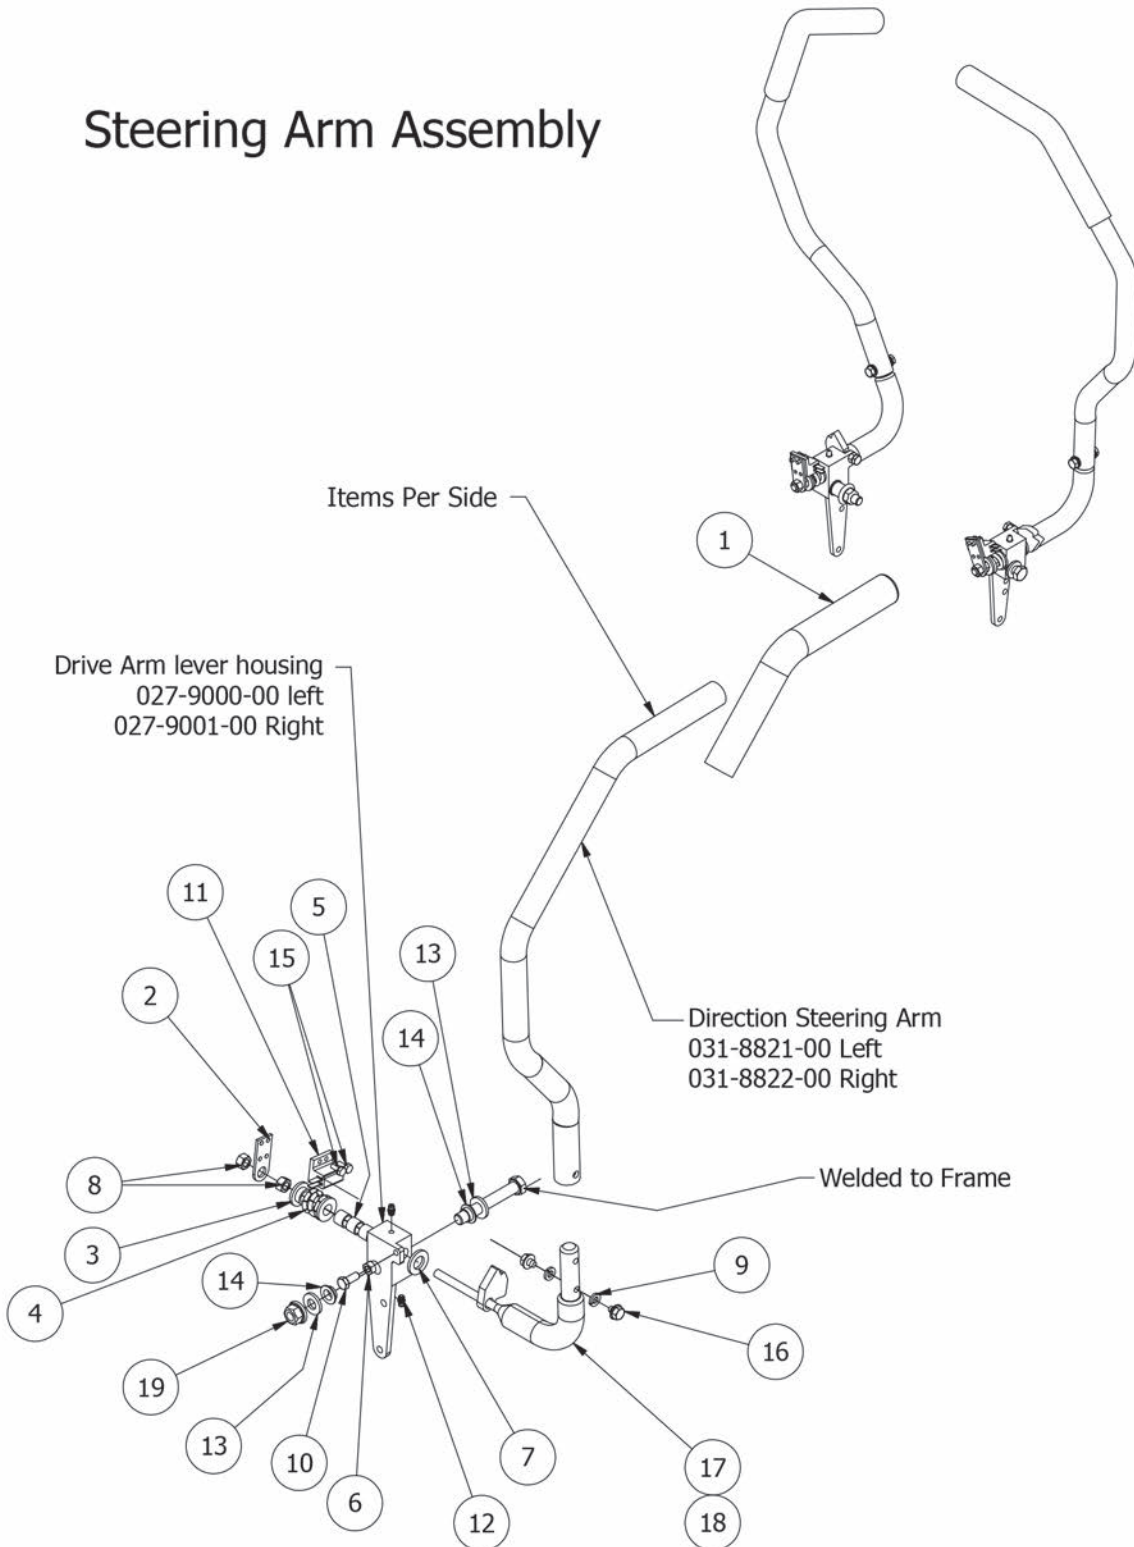 Steering Arm Assembly
Items Per Side
1
Drive Arm lever housing
027-9000-00 left
027-9001-00 Right
11
5
15
13
2
14
Direction Steering Arm
031-8821-00 Left
031-8822-00 Right
8
Welded to Frame
3
14
9
4
16
19
13
10
7
6
17
12
18